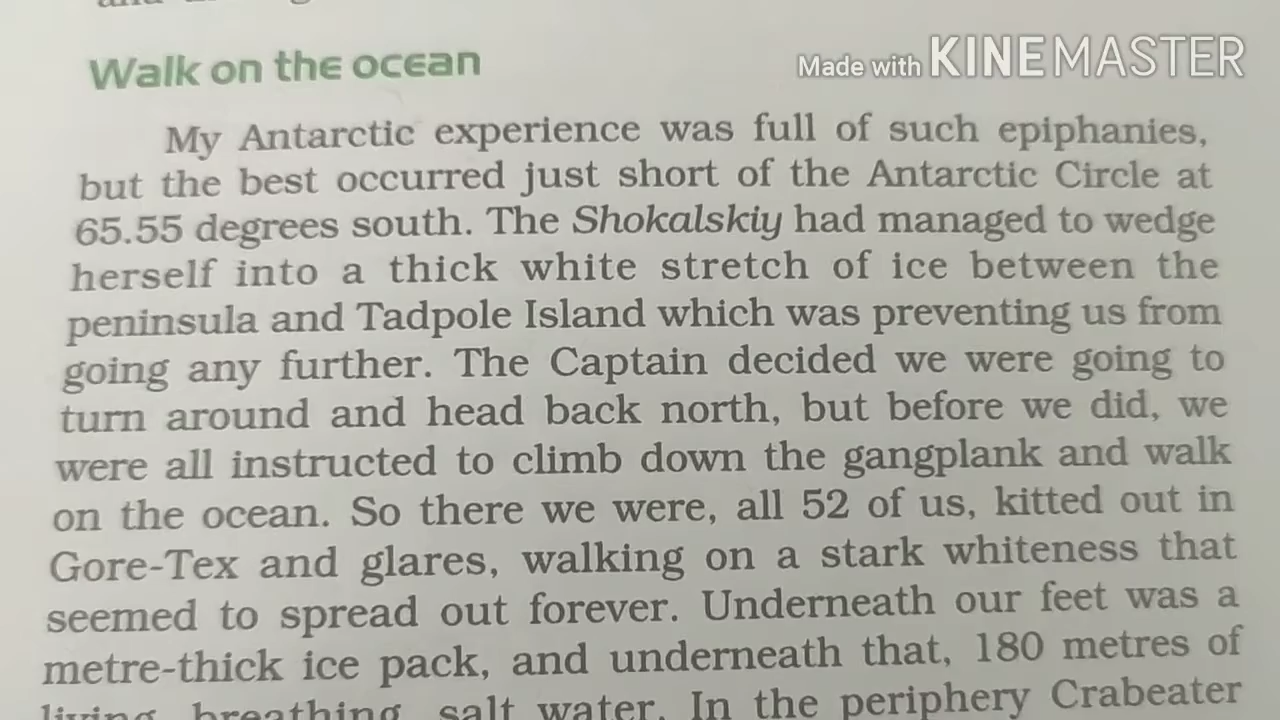 Walk on the ocean
Made with KINEMASTER
My Antarctic experience was full of such epiphanies,
but the best occurred just short of the Antarctic Circle at
65.55 degrees south. The Shokalskiy had managed to wedge
herself into a thick white stretch of ice between the
peninsula and Tadpole Island which was preventing us from
going any further. The Captain decided we were going to
turn around and head back north, but before we did, we
were all instructed to climb down the gangplank and walk
on the ocean. So there we were, all 52 of us, kitted out in
Gore-Tex and glares, walking on a stark whiteness that
seemed to spread out forever. Underneath our feet was a
metre-thick ice pack, and underneath that, 180 metres of
living, breathing, salt water. In the periphery Crabeater